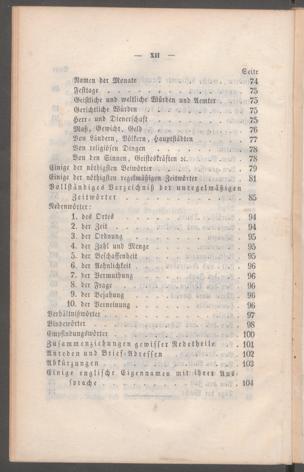 — XII —
Seite
Namen der Monate . . . . . . . . . 74
Festtage . . . . . . . . . 75
Geistliche und weltliche Würden und Aemter . . 75
Gerichtliche Würden . . . . . . . . 75
Herr- und Dienerschaft . . . . . . . 75
Maß, Gewicht, Geld . . . . . . . 76
Von Ländern, Völkern, Hauptstädten . . . 77
Von religiösen Dingen . . . . . . . 78
Von den Sinnen, Geisteskräften ꝛc. . . . . 78
Einige der nöthigsten Beiwörter . . . . . . 79
Einige der nöthigsten regelmäßigen Zeitwörter . . . 81
Vollständiges Verzeichniß der unregelmäßigen
Zeitwörter . . . . . . . . . 85
Nebenwörter:
1. des Ortes . . . . . . . . 94
2. der Zeit . . . . . . . . 94
3. der Ordnung . . . . . . . 95
4. der Zahl und Menge . . . . . . 95
5. der Beschaffenheit . . . . . . 95
6. der Aehnlichkeit . . . . . . . 96
7. der Vermuthung . . . . . . . 96
8. der Frage . . . . . . . . 96
9. der Bejahung . . . . . . . 96
10. der Verneinung . . . . . . . 96
Verhältnißwörter . . . . . . . . . 97
Bindewörter . . . . . . . . . 98
Empfindungswörter . . . . . . . . 100
Zusammenziehungen gewisser Redetheile . . 101
Anreden und Brief-Adressen . . . . . 102
Abkürzungen . . . . . . . . . 103
Einige englische Eigennamen mit ihrer Aus-
sprache . . . . . . . . . 104